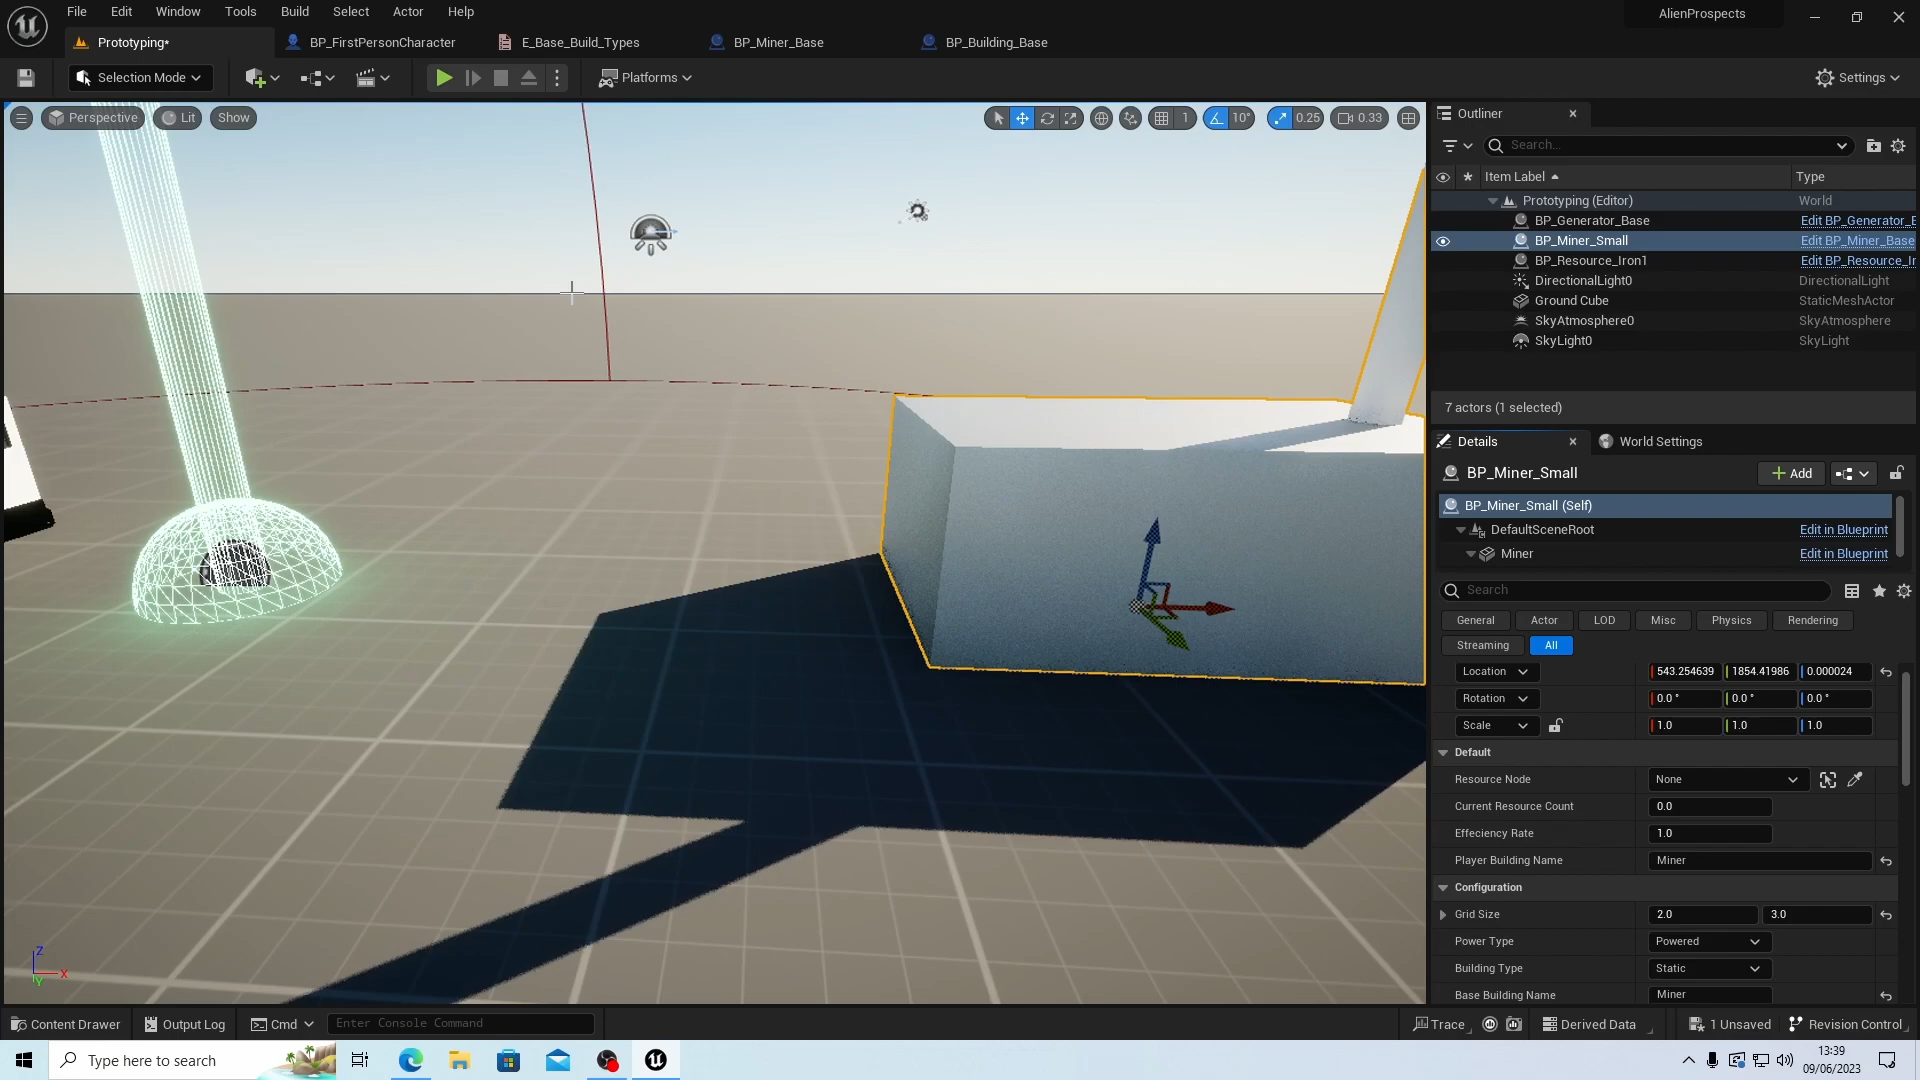 File Edit Window Tools Build Select Actor Help
AlienProspects
Prototyping* BP_FirstPersonCharacter E_Base_Build_Types BP_Miner_Base BP_Building_Base
Selection Mode Platforms Settings
Perspective Lit Show 1 10° 0.25 0.33
Outliner
Search...
Item Label Type
Prototyping (Editor) World
BP_Generator_Base Edit BP_Generator_E
BP_Miner_Small Edit BP_Miner_Base
BP_Resource_Iron1 Edit BP_Resource_Ir
DirectionalLight0 DirectionalLight
Ground Cube StaticMeshActor
SkyAtmosphere0 SkyAtmosphere
SkyLight0 SkyLight
7 actors (1 selected)
Details World Settings
BP_Miner_Small Add
BP_Miner_Small (Self)
DefaultSceneRoot Edit in Blueprint
Miner Edit in Blueprint
Search
General Actor LOD Misc Physics Rendering
Streaming All
Location 543.254639 1854.41986 0.000024
Rotation 0.0 ° 0.0 ° 0.0 °
Scale 1.0 1.0 1.0
Default
Resource Node None
Current Resource Count 0.0
Effeciency Rate 1.0
Player Building Name Miner
Configuration
Grid Size 2.0 3.0
Power Type Powered
Building Type Static
Base Building Name Miner
Z X Y
Content Drawer Output Log Cmd Enter Console Command Trace Derived Data 1 Unsaved Revision Control
Type here to search 13:39
09/06/2023